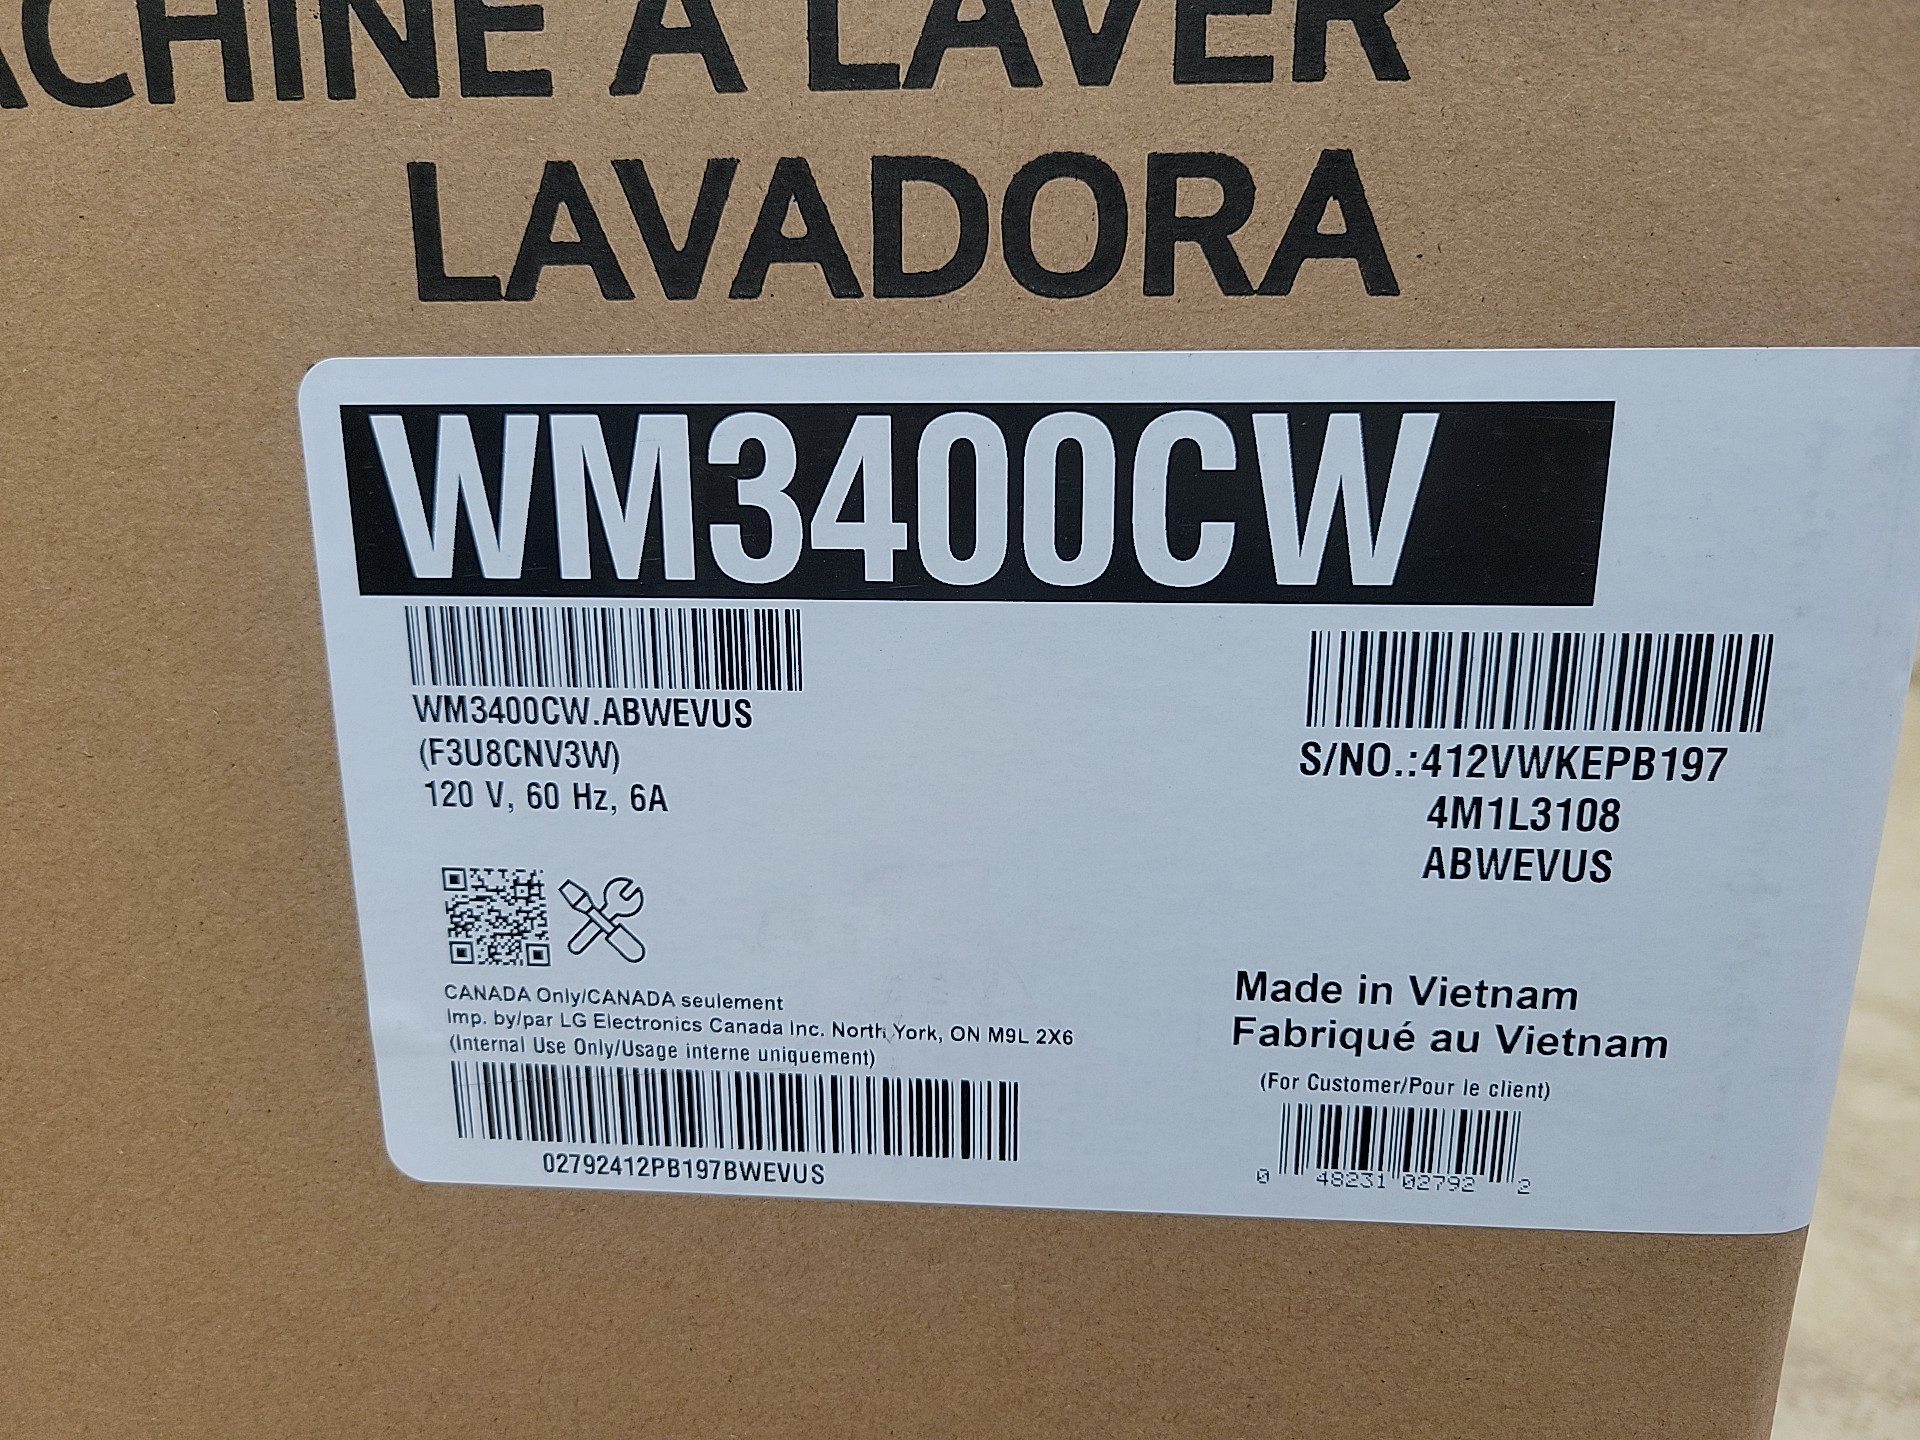 MACHINE À LAVER
LAVADORA
WM3400CW
WM3400CW.ABWEVUS
(F3U8CNV3W)
120 V, 60 Hz, 6A
S/NO.:412VWKEPB197
4M1L3108
ABWEVUS
CANADA Only/CANADA seulement
Imp. by/par LG Electronics Canada Inc. North York, ON M9L 2X6
(Internal Use Only/Usage interne uniquement)
02792412PB197BWEVUS
Made in Vietnam
Fabriqué au Vietnam
(For Customer/Pour le client)
0 48231 02792 2